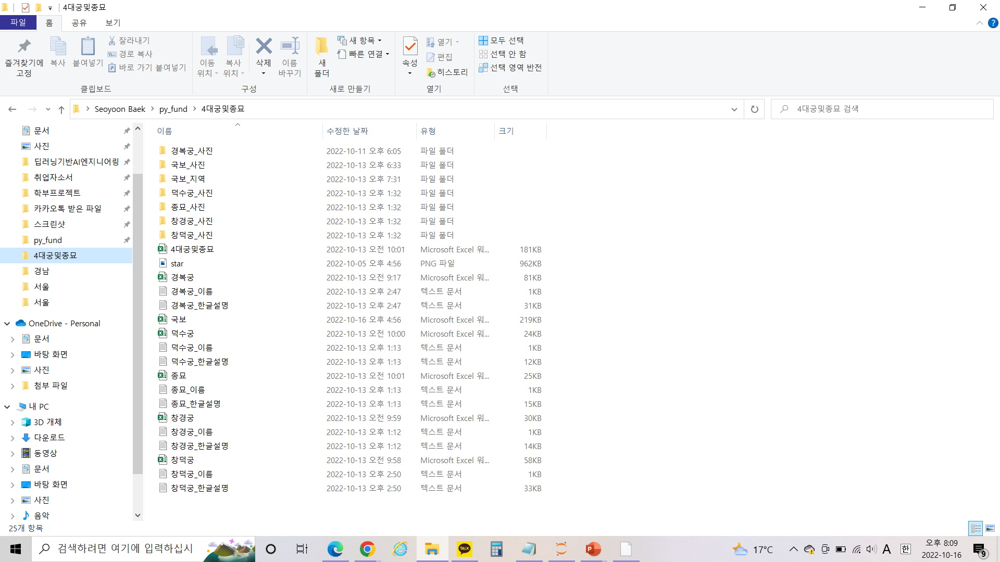 4대궁및종묘
파일 홈 공유 보기
즐겨찾기에 고정
복사
붙여넣기
잘라내기
경로 복사
바로 가기 붙여넣기
클립보드
이동 위치
복사 위치
삭제
이름 바꾸기
구성
새 폴더
새 항목
빠른 연결
새로 만들기
속성
열기
편집
히스토리
열기
모두 선택
선택 안 함
선택 영역 반전
선택
Seoyoon Baek > py_fund > 4대궁및종묘
4대궁및종묘 검색
문서
사진
딥러닝기반AI엔지니어링
취업자소서
학부프로젝트
카카오톡 받은 파일
스크린샷
py_fund
4대궁및종묘
경남
서울
서울
OneDrive - Personal
문서
바탕 화면
사진
첨부 파일
내 PC
3D 개체
다운로드
동영상
문서
바탕 화면
사진
음악
이름 수정한 날짜 유형 크기
경복궁_사진 2022-10-11 오후 6:05 파일 폴더
국보_사진 2022-10-13 오후 6:33 파일 폴더
국보_지역 2022-10-13 오후 7:31 파일 폴더
덕수궁_사진 2022-10-13 오후 1:32 파일 폴더
종묘_사진 2022-10-13 오후 1:32 파일 폴더
창경궁_사진 2022-10-13 오후 1:32 파일 폴더
창덕궁_사진 2022-10-13 오후 1:32 파일 폴더
4대궁및종묘 2022-10-13 오전 10:01 Microsoft Excel 워... 181KB
star 2022-10-05 오후 4:56 PNG 파일 962KB
경복궁 2022-10-13 오전 9:17 Microsoft Excel 워... 81KB
경복궁_이름 2022-10-13 오후 2:47 텍스트 문서 1KB
경복궁_한글설명 2022-10-13 오후 2:47 텍스트 문서 31KB
국보 2022-10-16 오후 4:56 Microsoft Excel 워... 219KB
덕수궁 2022-10-13 오전 10:00 Microsoft Excel 워... 24KB
덕수궁_이름 2022-10-13 오후 1:13 텍스트 문서 1KB
덕수궁_한글설명 2022-10-13 오후 1:13 텍스트 문서 12KB
종묘 2022-10-13 오전 10:01 Microsoft Excel 워... 25KB
종묘_이름 2022-10-13 오후 1:13 텍스트 문서 1KB
종묘_한글설명 2022-10-13 오후 1:13 텍스트 문서 15KB
창경궁 2022-10-13 오전 9:59 Microsoft Excel 워... 30KB
창경궁_이름 2022-10-13 오후 1:12 텍스트 문서 1KB
창경궁_한글설명 2022-10-13 오후 1:12 텍스트 문서 14KB
창덕궁 2022-10-13 오전 9:58 Microsoft Excel 워... 58KB
창덕궁_이름 2022-10-13 오후 2:50 텍스트 문서 1KB
창덕궁_한글설명 2022-10-13 오후 2:50 텍스트 문서 33KB
25개 항목
검색하려면 여기에 입력하십시
TALK
P
17°C
A
한
오후 8:09
2022-10-16
9